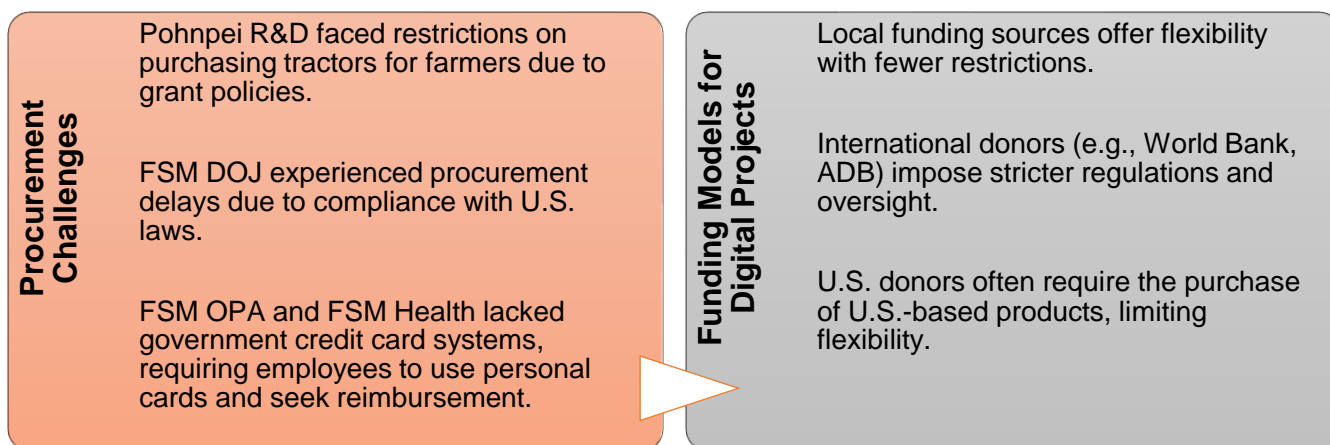 Procurement
Challenges
Pohnpei R&D faced restrictions on
purchasing tractors for farmers due to
grant policies.
FSM DOJ experienced procurement
delays due to compliance with U.S.
laws.
FSM OPA and FSM Health lacked
government credit card systems,
requiring employees to use personal
cards and seek reimbursement.
Funding Models for
Digital Projects
Local funding sources offer flexibility
with fewer restrictions.
International donors (e.g., World Bank,
ADB) impose stricter regulations and
oversight.
U.S. donors often require the purchase
of U.S.-based products, limiting
flexibility.